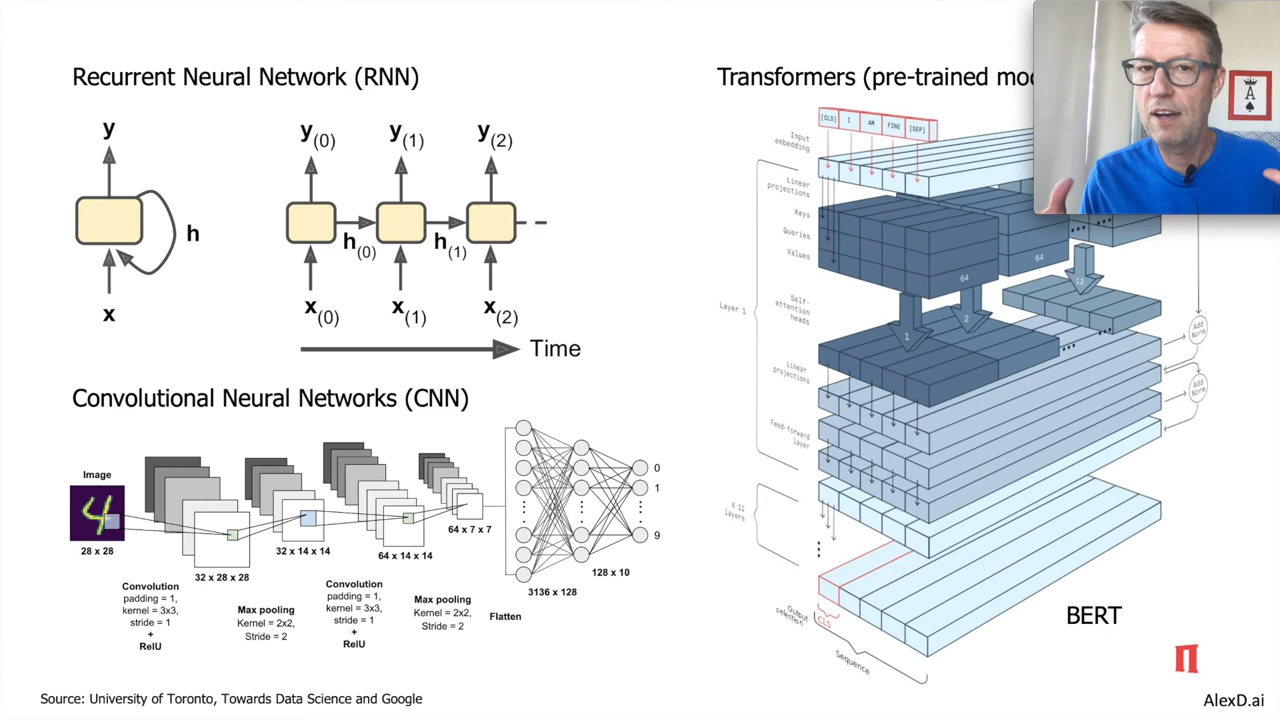 Recurrent Neural Network (RNN)
y
h
x
y(0) y(1) y(2)
h(0) h(1)
x(0) x(1) x(2)
Time
Convolutional Neural Networks (CNN)
Image
28 x 28
32 x 28 x 28
32 x 14 x 14
64 x 14 x 14
64 x 7 x 7
3136 x 128
128 x 10
0
1
9
Convolution
padding = 1,
kernel = 3x3,
stride = 1
+
RelU
Max pooling
Kernel = 2x2,
Stride = 2
Convolution
padding = 1,
kernel = 3x3,
stride = 1
+
RelU
Max pooling
Kernel = 2x2,
Stride = 2
Flatten
Source: University of Toronto, Towards Data Science and Google
Transformers (pre-trained
[CLS] I AM FINE [SEP]
Input
embedding
Linear
projections
Keys
Queries
Values
64
64
12
Layer 1
Self-
attention
heads
1
2
Add
Norm
Linear
projections
Add
Norm
Feed-forward
layer
X 11
layers
Output
selection
CLS
Sequence
BERT
A
AlexD.ai